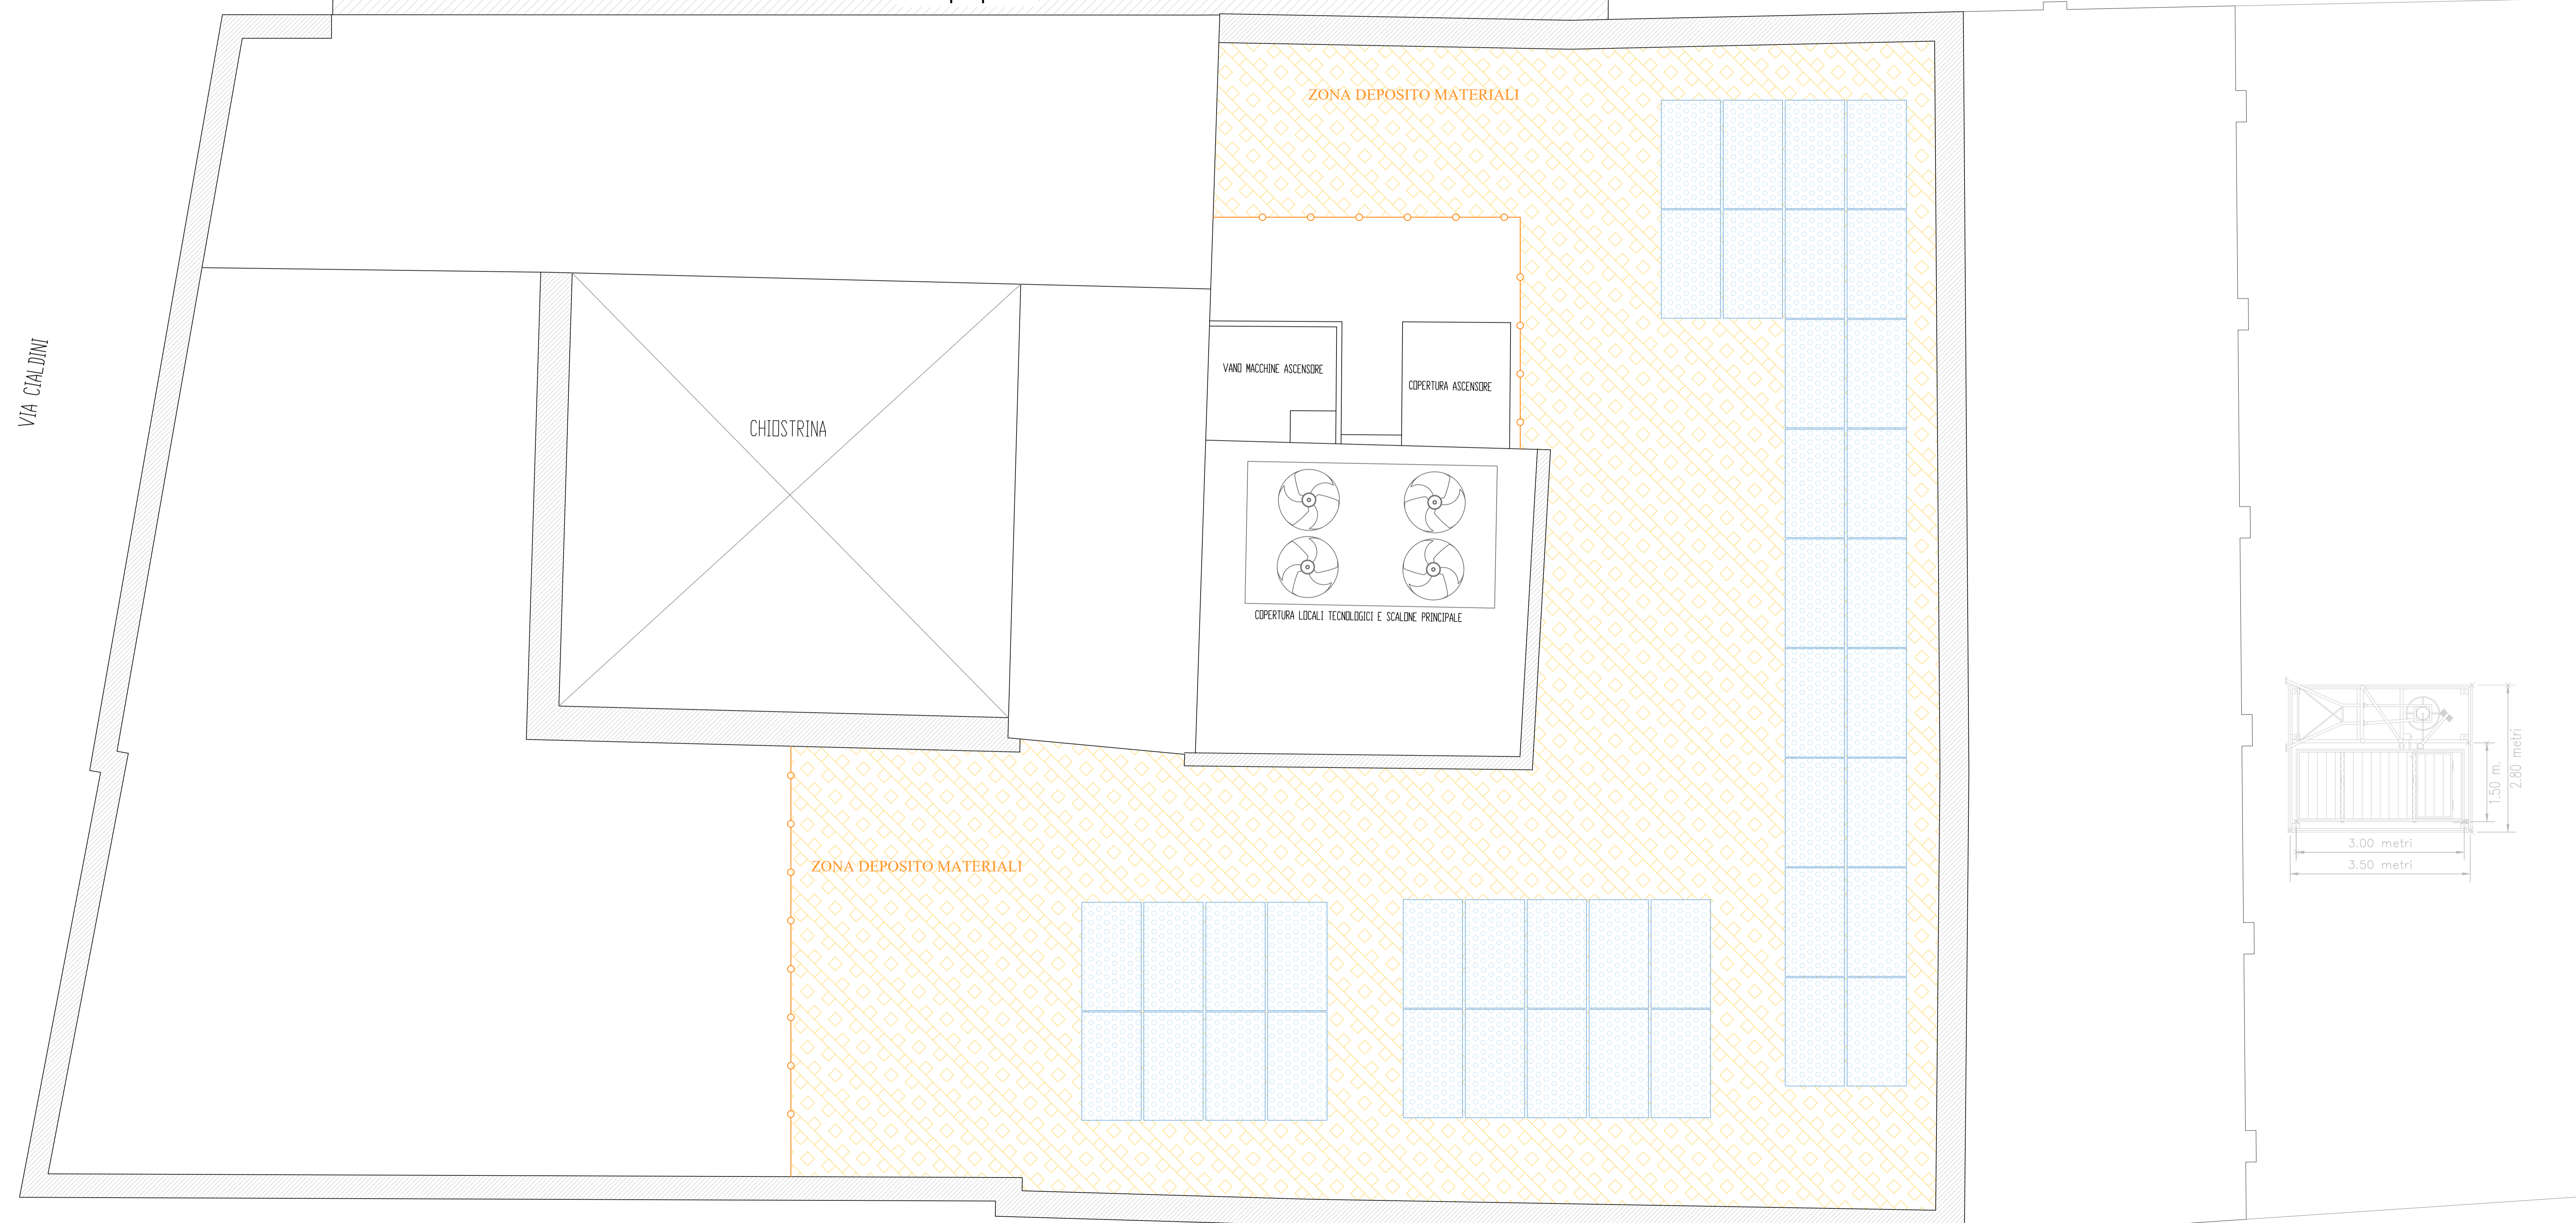 ZONA DEPOSITO MATERIALI
VIA CIALDINI
VANO MACCHINE ASCENSORE
COPERTURA ASCENSORE
CHIOSTRINA
COPERTURA LOCALI TECNOLOGICI E SCALONE PRINCIPALE
ZONA DEPOSITO MATERIALI
1.50 m.
2.80 metri
3.00 metri
3.50 metri